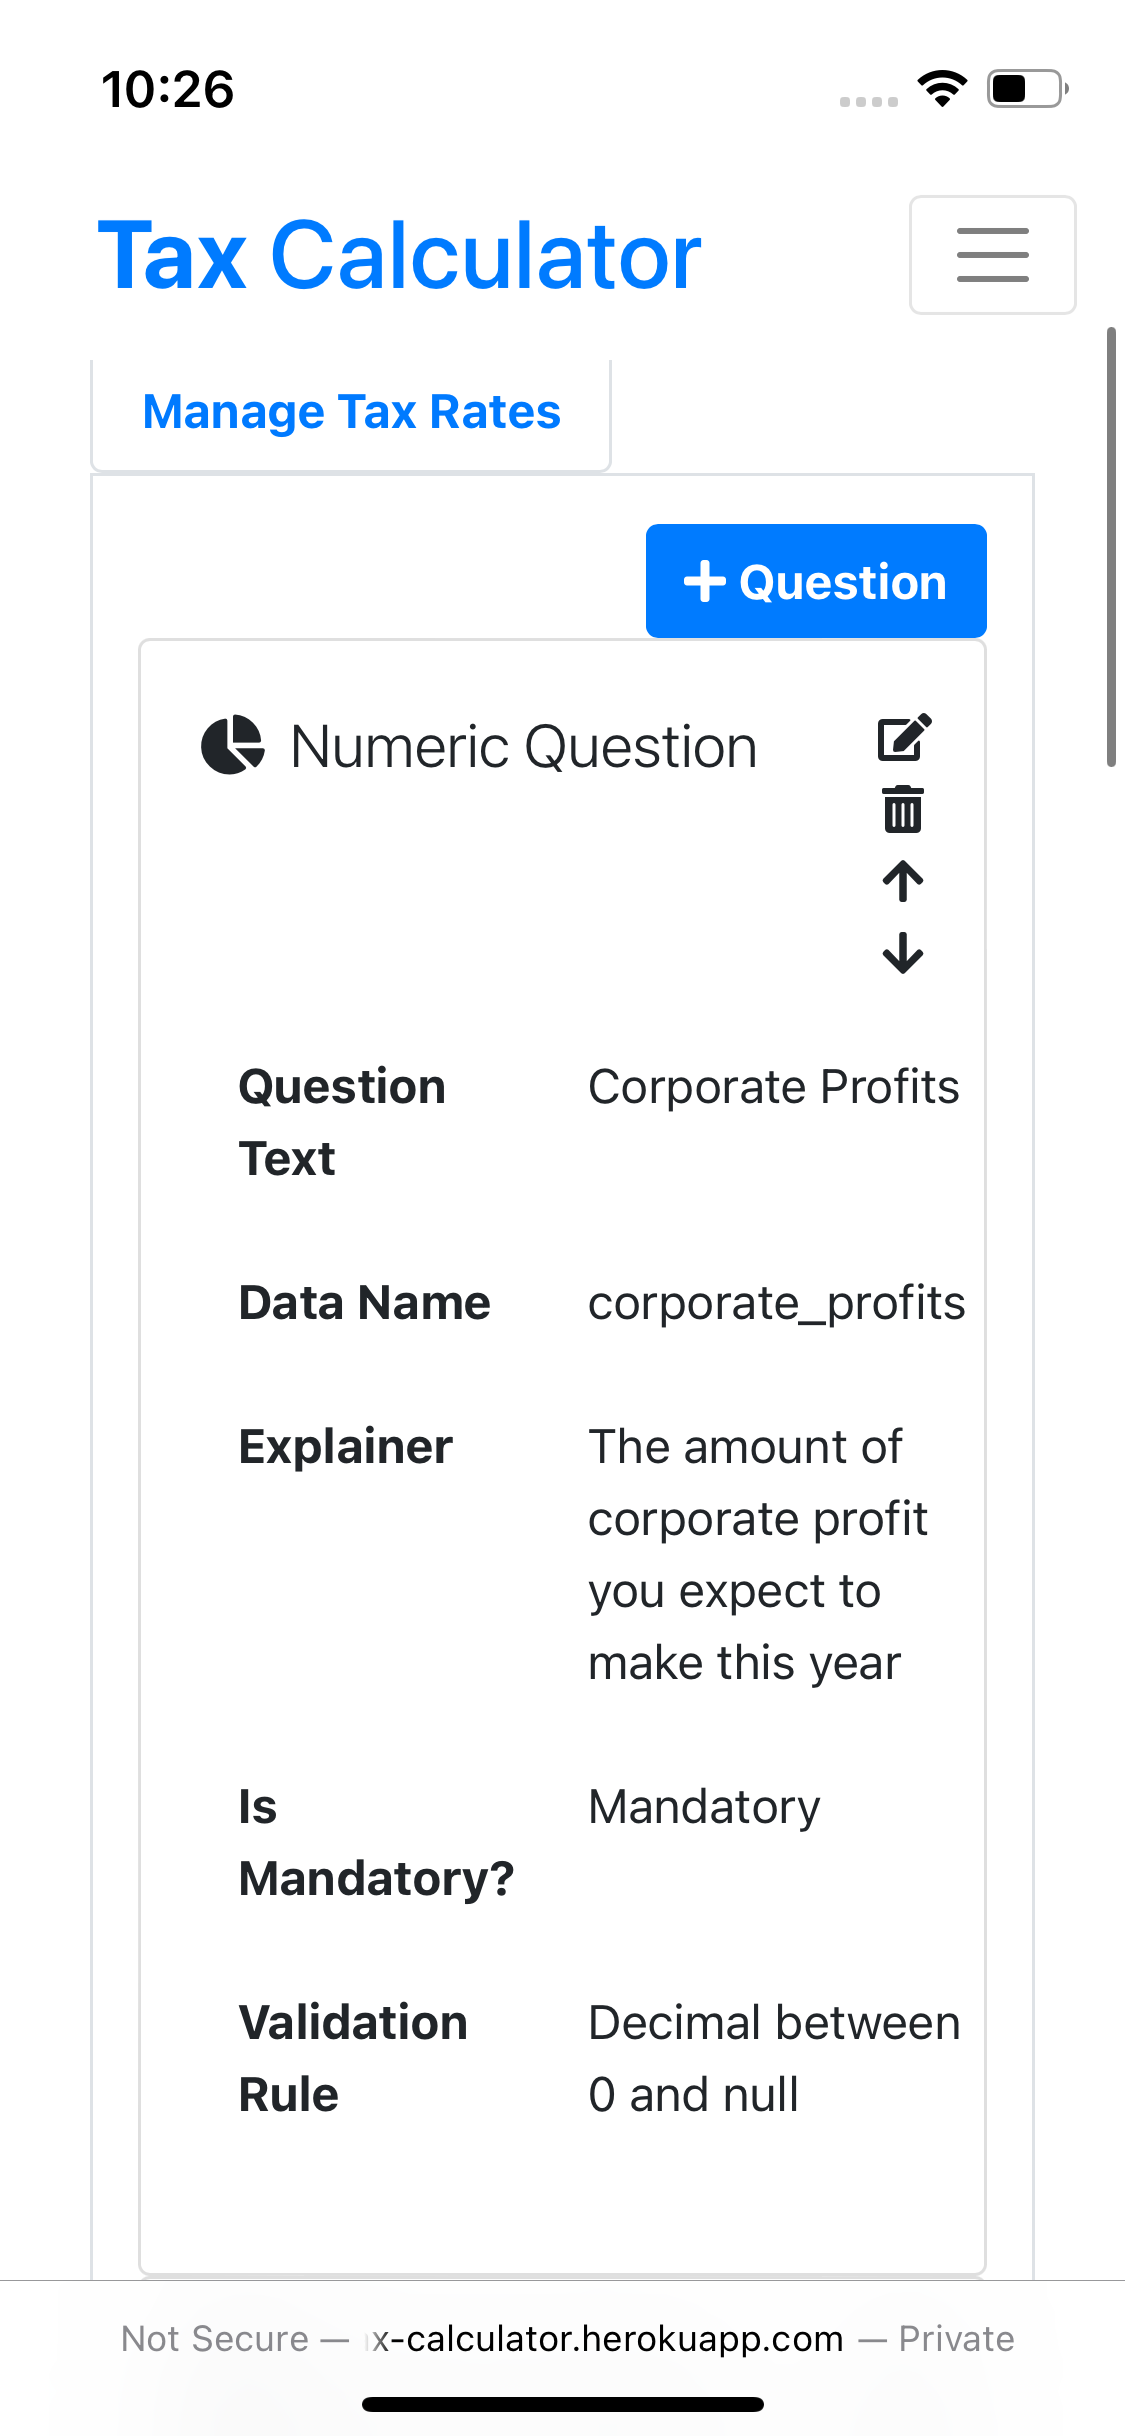 10:26
Tax Calculator
Manage Tax Rates
Question
Numeric Question
Question Corporate Profits
Text
Data Name corporate_profits
Explainer The amount of
corporate profit
you expect to
make this year
Is Mandatory
Mandatory?
Validation Decimal between
Rule 0 and null
Not Secure — x-calculator.herokuapp.com — Private